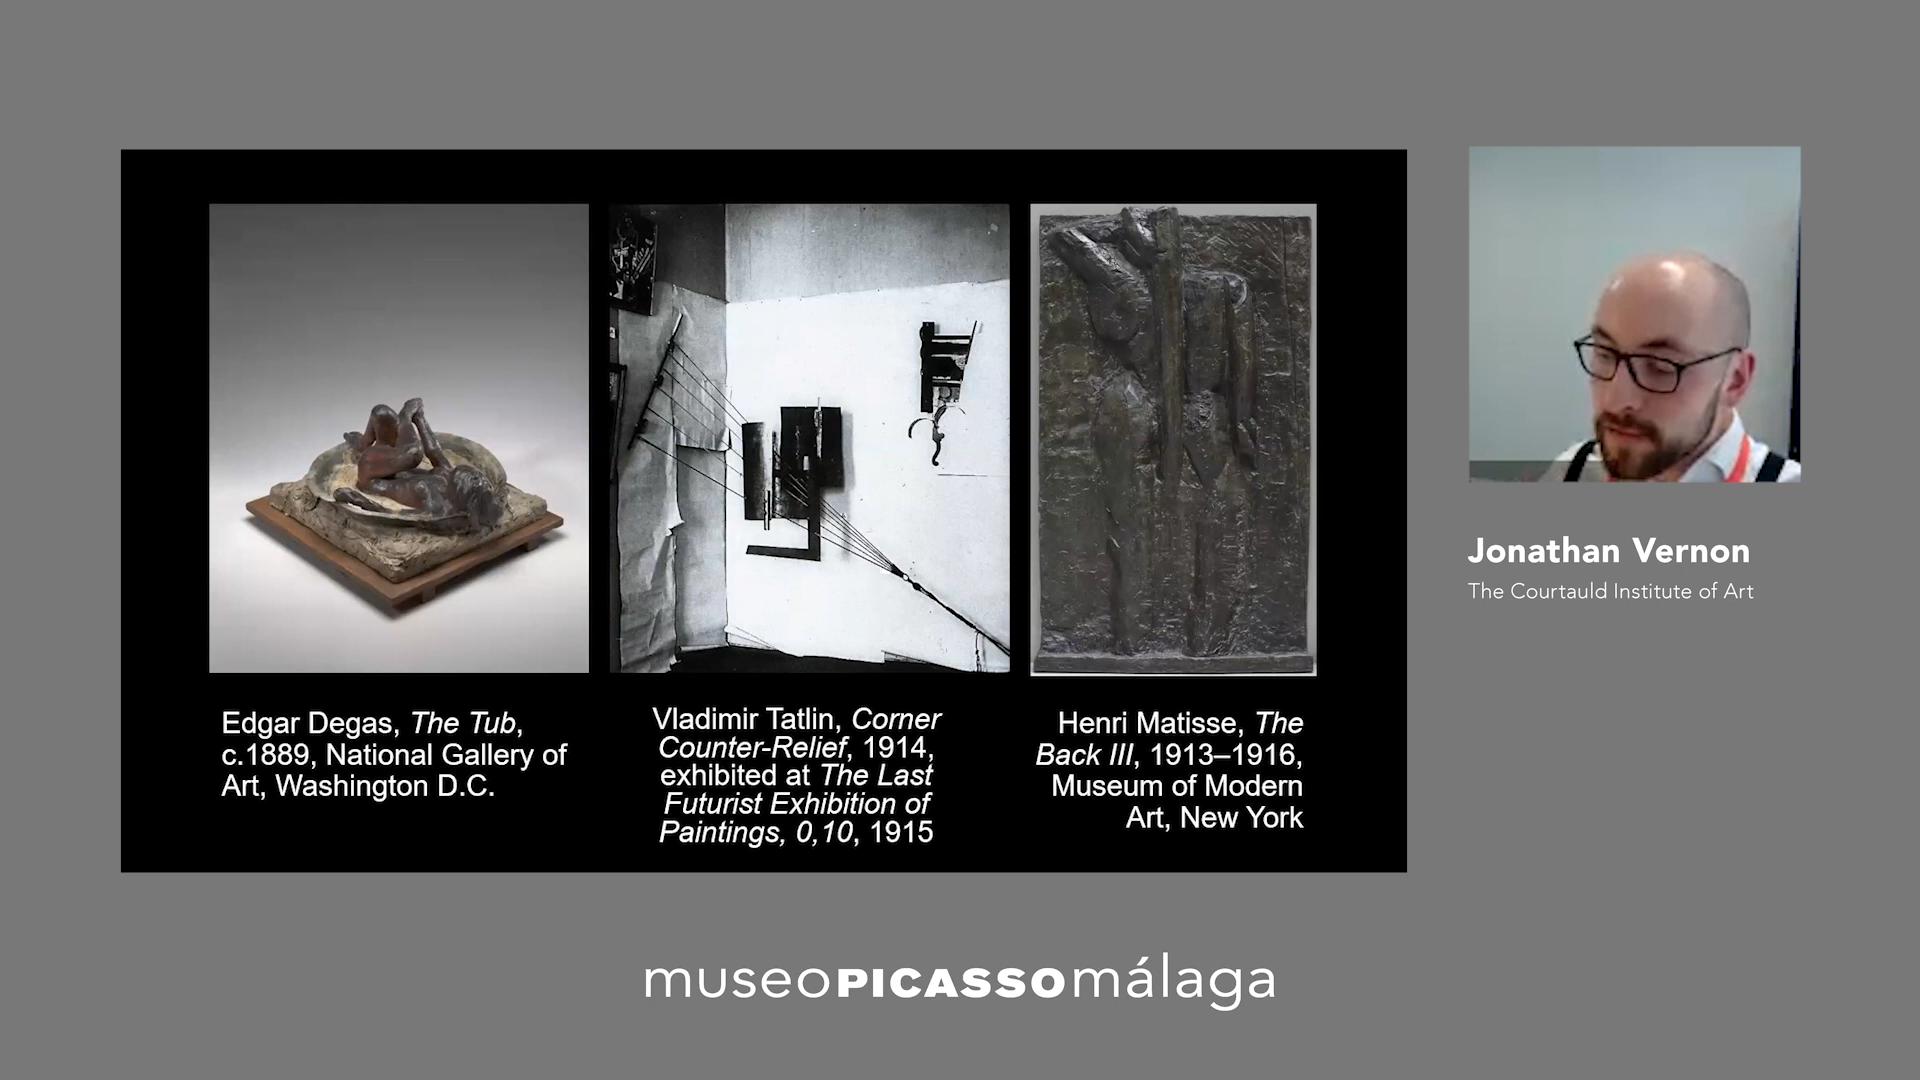 Edgar Degas, The Tub,
c.1889, National Gallery of
Art, Washington D.C.
Vladimir Tatlin, Corner
Counter-Relief, 1914,
exhibited at The Last
Futurist Exhibition of
Paintings, 0,10, 1915
Henri Matisse, The
Back III, 1913–1916,
Museum of Modern
Art, New York
Jonathan Vernon
The Courtauld Institute of Art
museoPICASSOmálaga